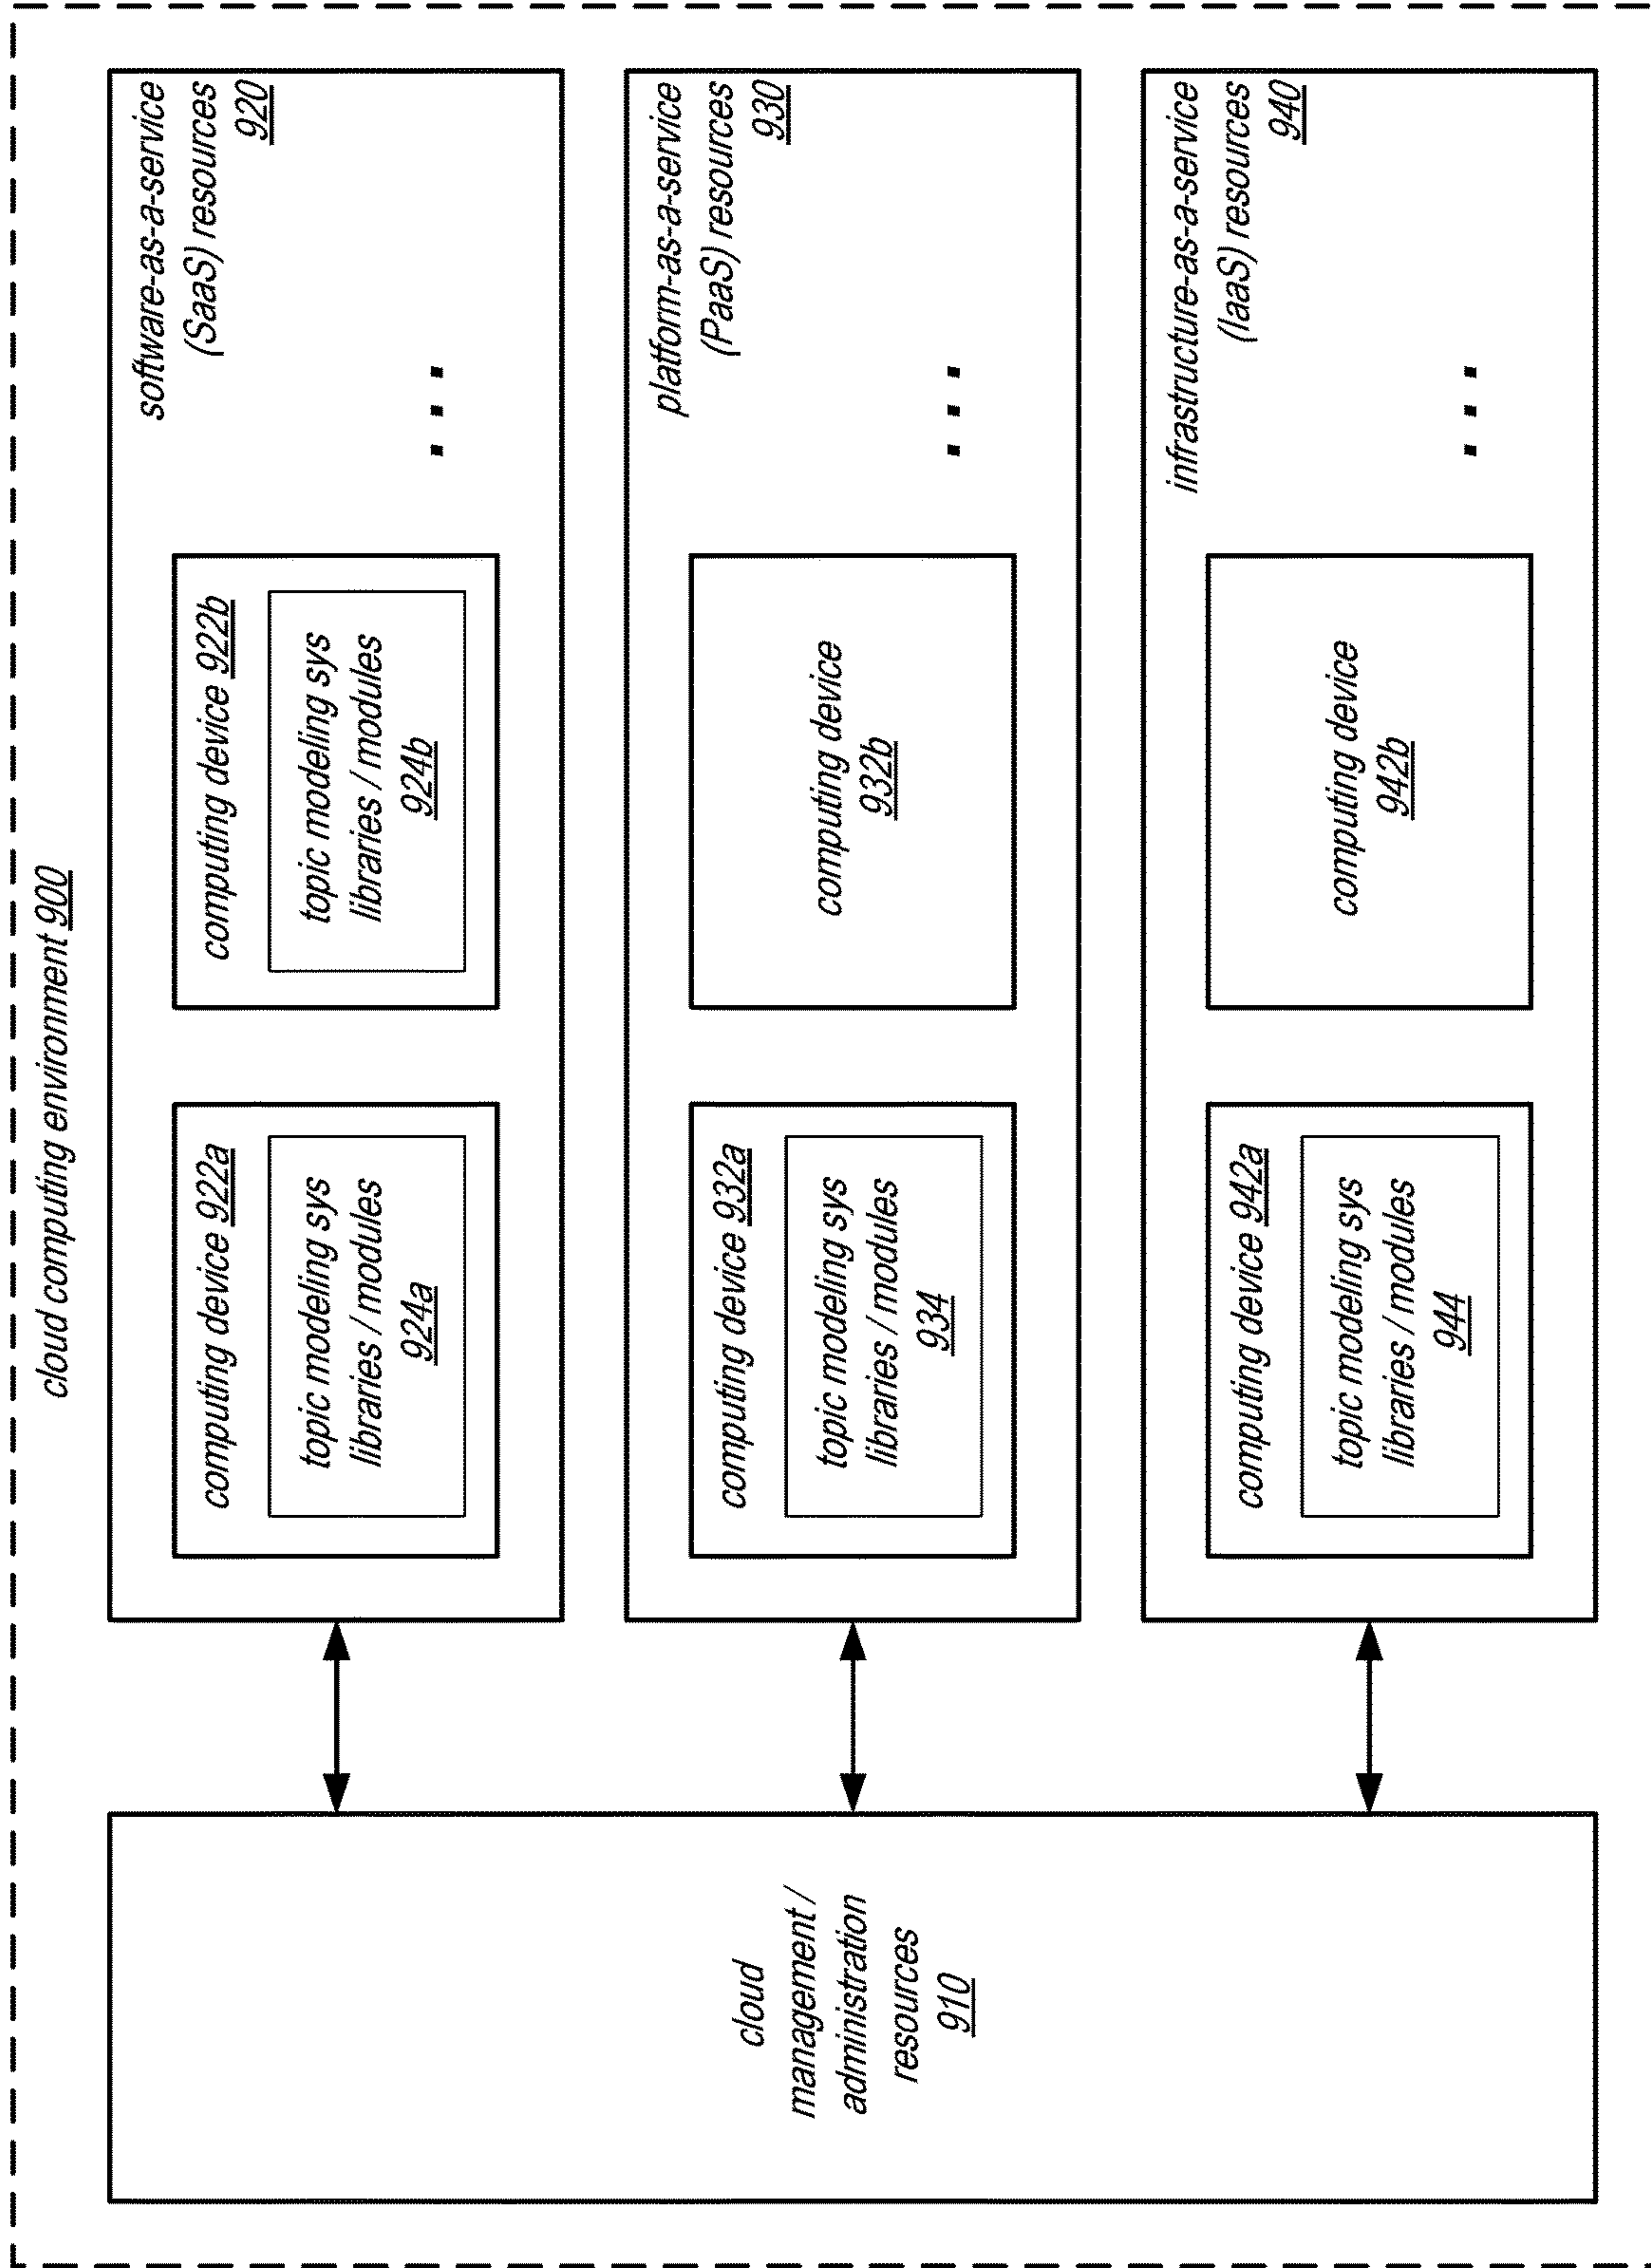 cloud computing environment 900
cloud
management /
administration
resources
910
software-as-a-service
(SaaS) resources
920
computing device 922a
topic modeling sys
libraries / modules
924a
computing device 922b
topic modeling sys
libraries / modules
924b
platform-as-a-service
(PaaS) resources
930
computing device 932a
topic modeling sys
libraries / modules
934
computing device
932b
infrastructure-as-a-service
(IaaS) resources
940
computing device 942a
topic modeling sys
libraries / modules
944
computing device
942b